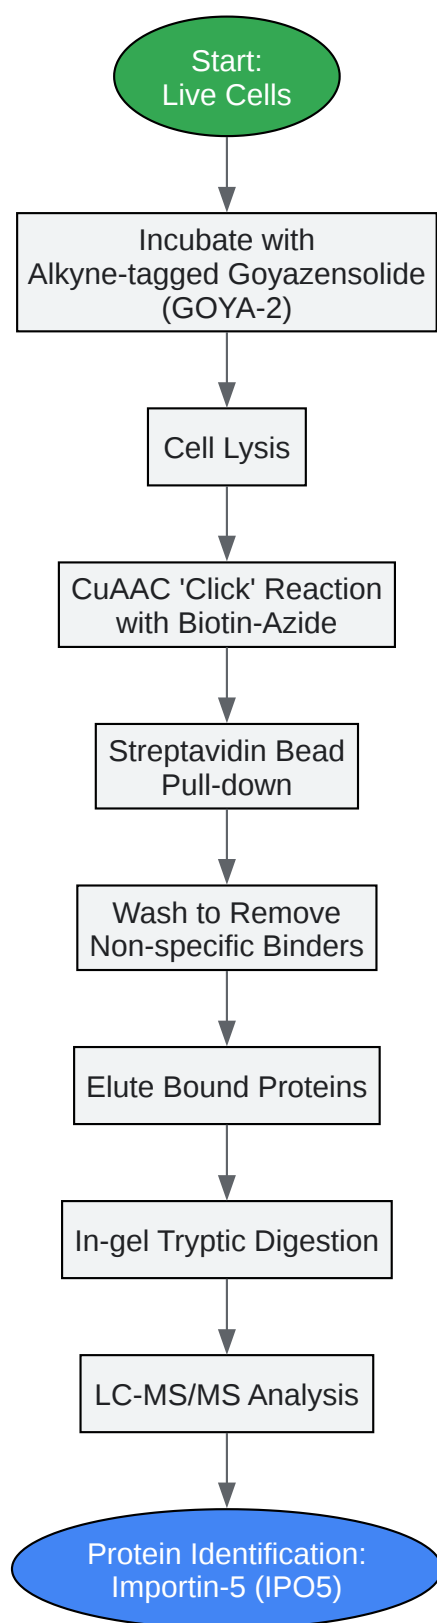 Start:
Live Cells
Incubate with
Alkyne-tagged Goyazensolide
(GOYA-2)
Cell Lysis
CuAAC 'Click' Reaction
with Biotin-Azide
Streptavidin Bead
Pull-down
Wash to Remove
Non-specific Binders
Elute Bound Proteins
In-gel Tryptic Digestion
LC-MS/MS Analysis
Protein Identification:
Importin-5 (IPO5)